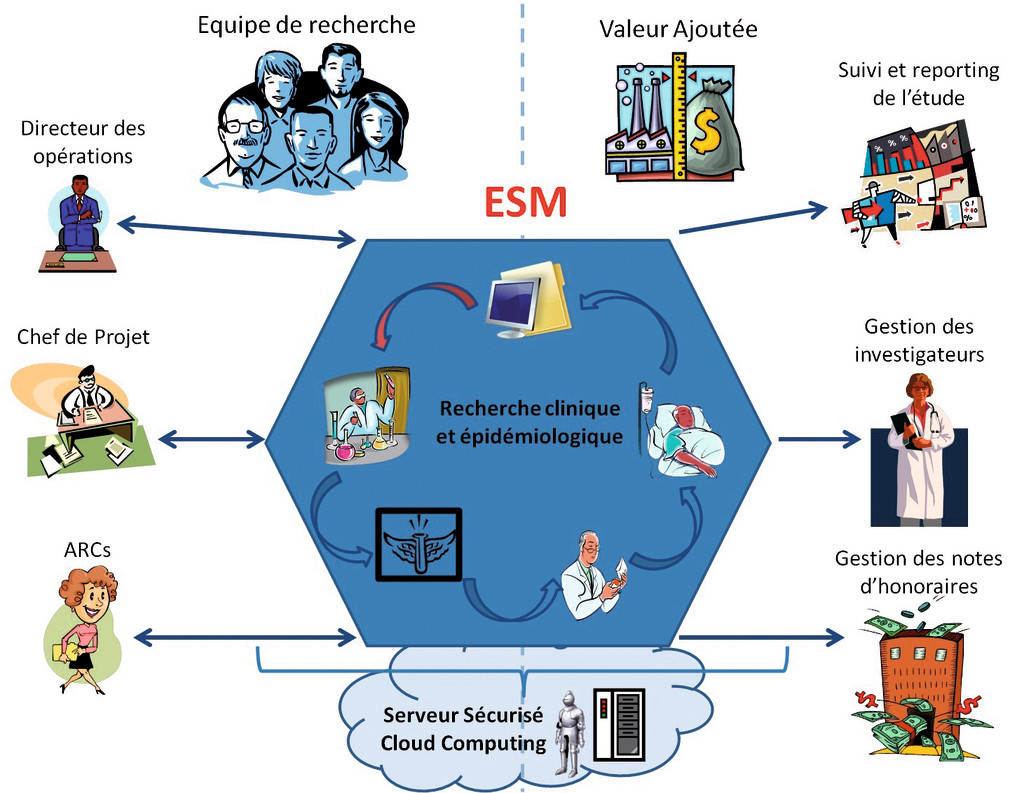 Equipe de recherche
Valeur Ajoutée
Suivi et reporting
de l'étude
Directeur des
opérations
$
% %
%
ESM
Chef de Projet
Gestion des
investigateurs
Recherche clinique
et épidémiologique
ARCs
Gestion des notes
d'honoraires
$
$
Serveur Sécurisé
Cloud Computing